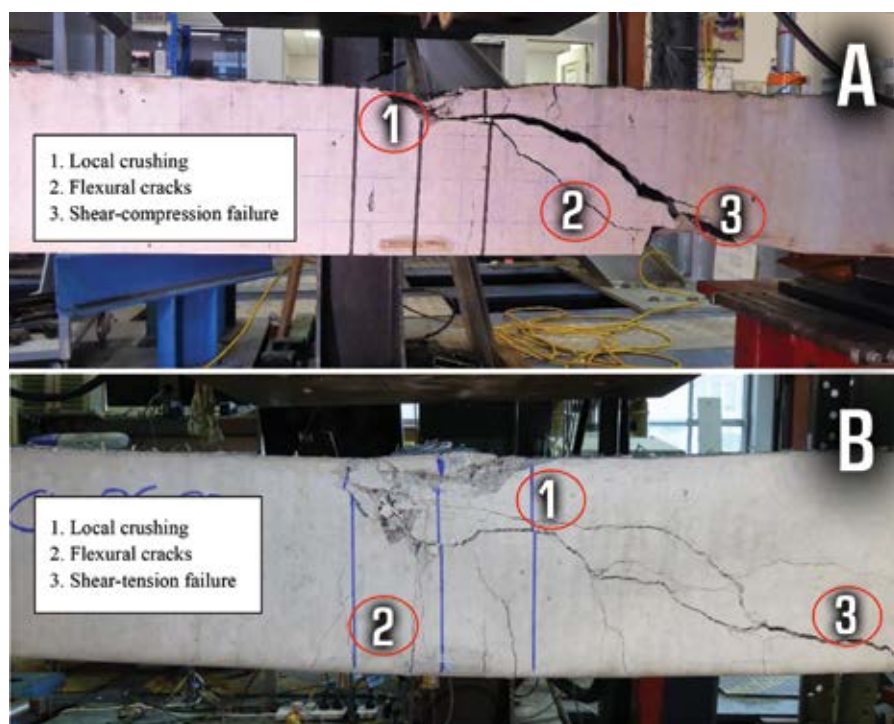 A
1
1. Local crushing
2. Flexural cracks
3. Shear-compression failure
2
3
B
1
1. Local crushing
2. Flexural cracks
3. Shear-tension failure
2
3